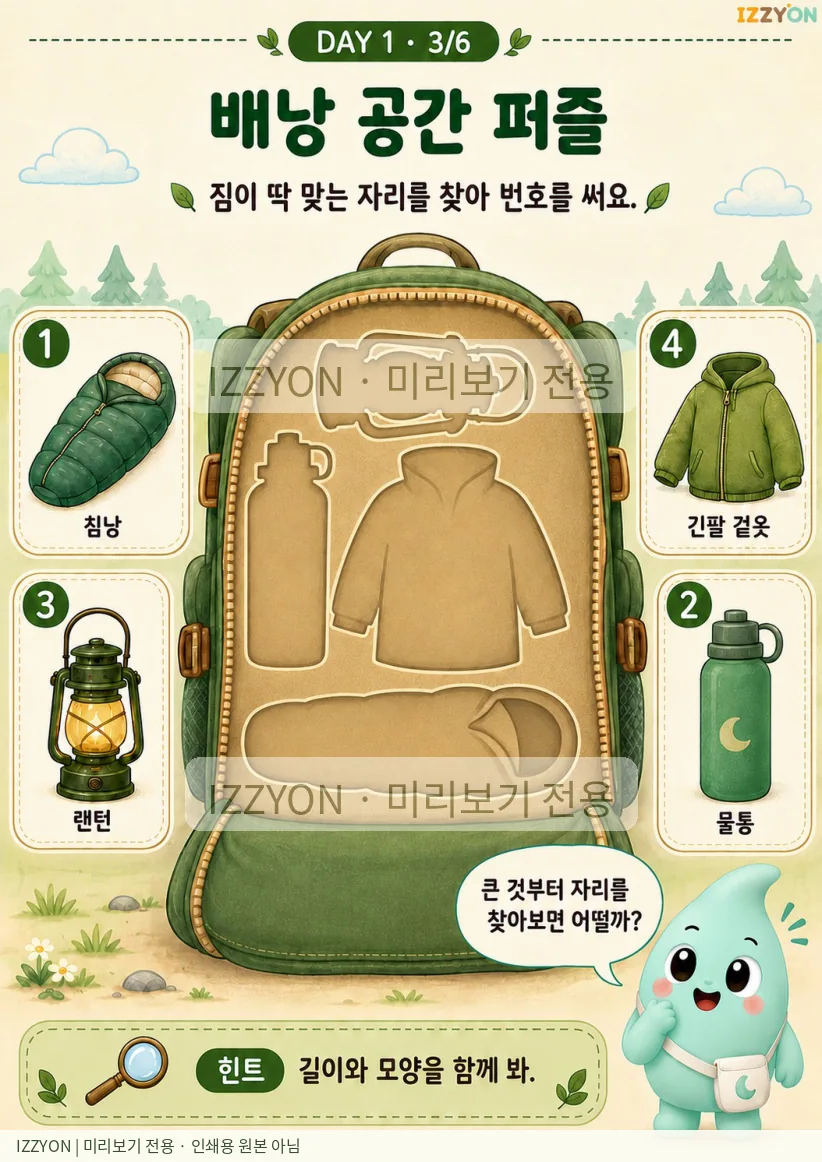 IZZYON
DAY 1 · 3/6
배낭 공간 퍼즐
짐이 딱 맞는 자리를 찾아 번호를 써요.
1
침낭
4
긴팔 겉옷
IZZYON · 미리보기 전용
3
랜턴
2
물통
IZZYON · 미리보기 전용
큰 것부터 자리를
찾아보면 어떨까?
힌트 길이와 모양을 함께 봐.
IZZYON | 미리보기 전용 · 인쇄용 원본 아님